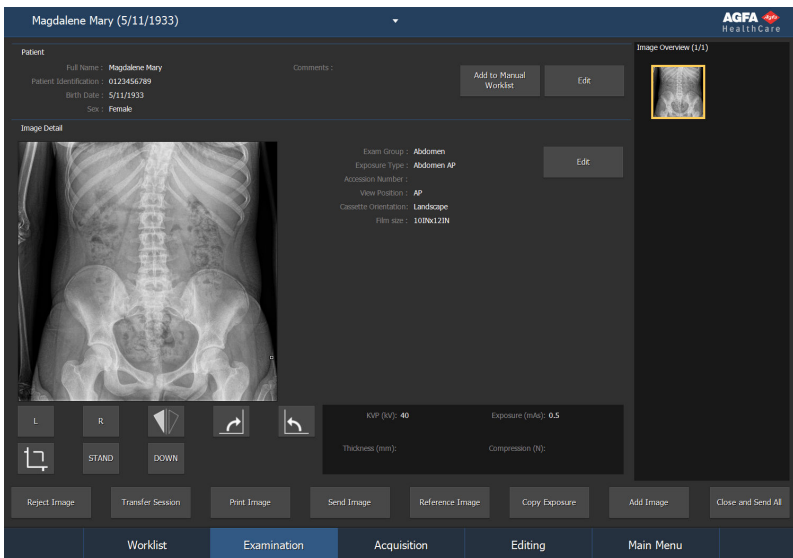 Magdalene Mary (5/11/1933)
AGFA
Agfa
HealthCare
Patient
Full Name : Magdalene Mary
Patient Identification : 0123456789
Birth Date : 5/11/1933
Sex : Female
Comments :
Add to Manual
Worklist
Edit
Image Overview (1/1)
Image Detail
Exam Group : Abdomen
Exposure Type : Abdomen AP
Accession Number :
View Position : AP
Cassette Orientation: Landscape
Film size : 10INx12IN
Edit
L
R
STAND
DOWN
KVP (kV): 40
Exposure (mAs): 0.5
Thickness (mm):
Compression (N):
Reject Image
Transfer Session
Print Image
Send Image
Reference Image
Copy Exposure
Add Image
Close and Send All
Worklist
Examination
Acquisition
Editing
Main Menu